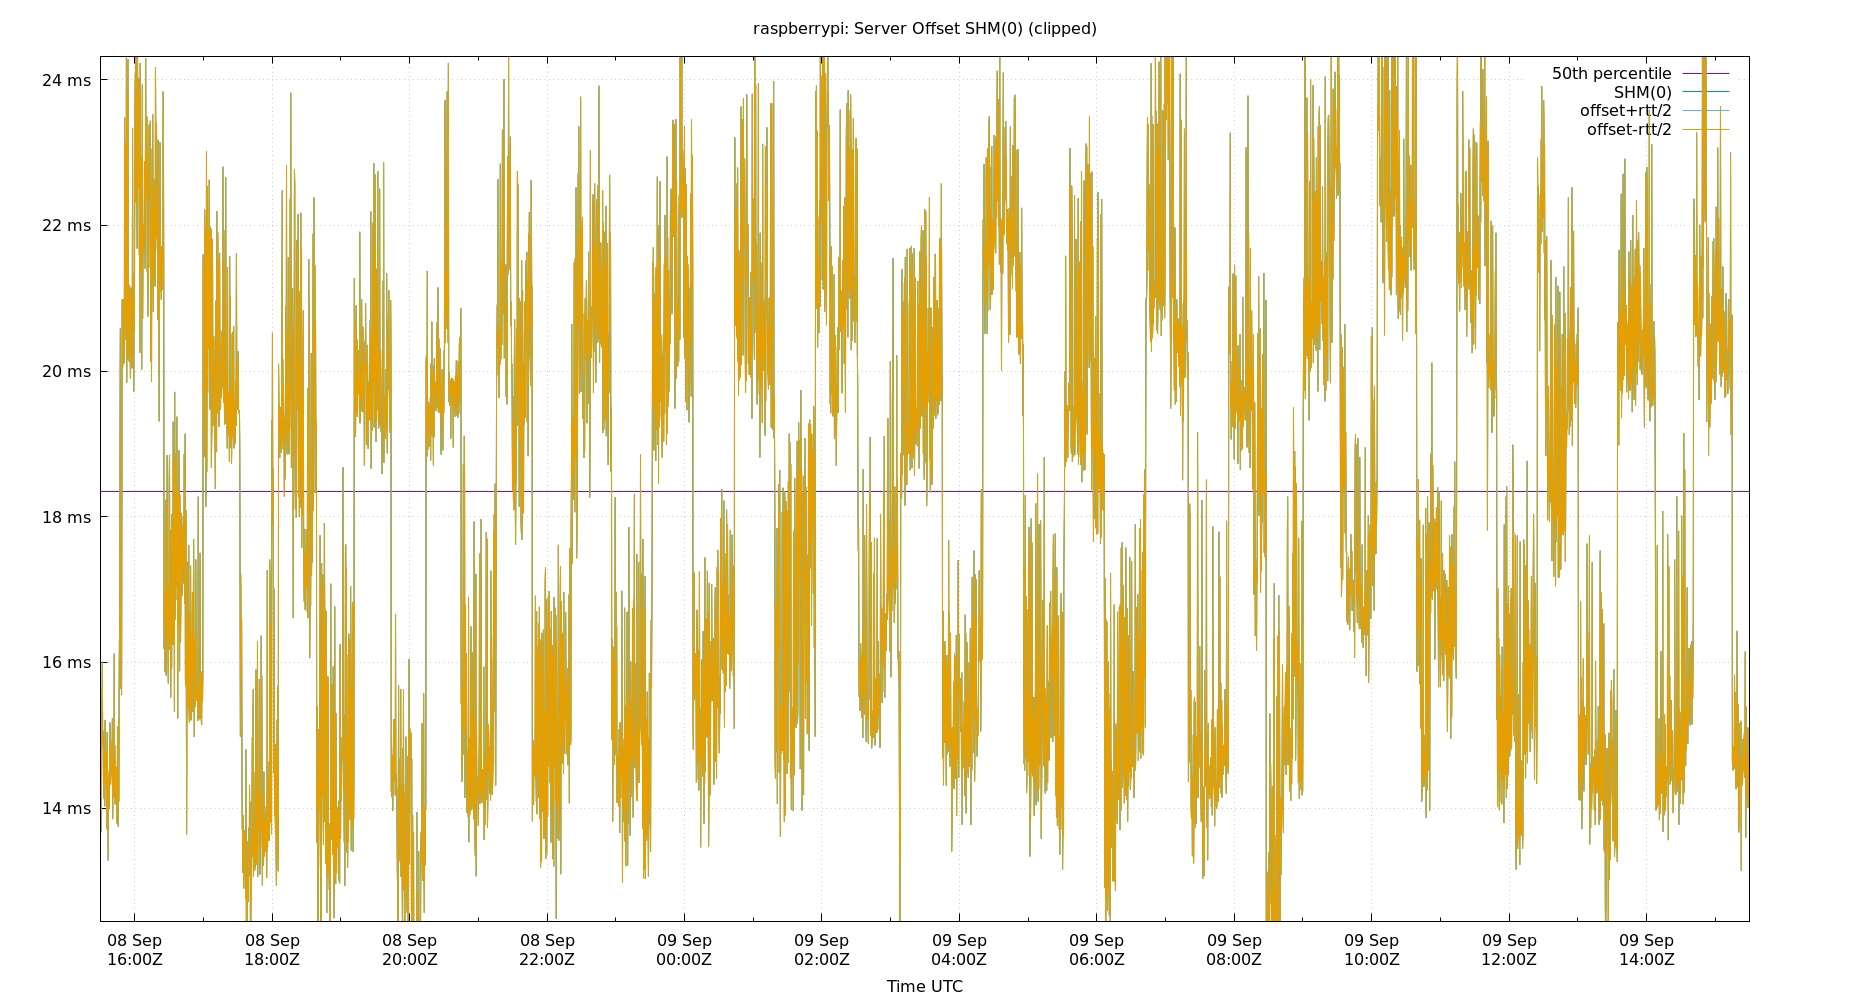 raspberrypi: Server Offset SHM(0) (clipped)
24 ms
22 ms
20 ms
18 ms
16 ms
14 ms
50th percentile
SHM(0)
offset+rtt/2
offset-rtt/2
08 Sep 08 Sep 08 Sep 08 Sep 09 Sep 09 Sep 09 Sep 09 Sep 09 Sep 09 Sep 09 Sep 09 Sep
16:00Z 18:00Z 20:00Z 22:00Z 00:00Z 02:00Z 04:00Z 06:00Z 08:00Z 10:00Z 12:00Z 14:00Z
Time UTC